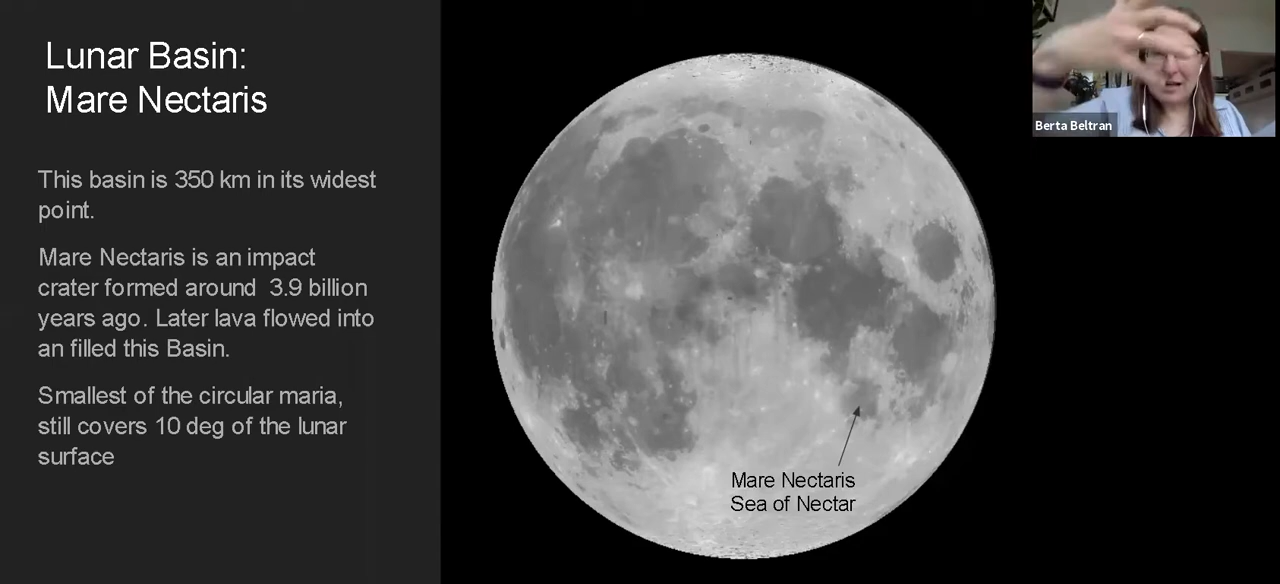 Lunar Basin:
Mare Nectaris
This basin is 350 km in its widest
point.
Mare Nectaris is an impact
crater formed around  3.9 billion
years ago. Later lava flowed into
an filled this Basin.
Smallest of the circular maria,
still covers 10 deg of the lunar
surface
Mare Nectaris
Sea of Nectar
Berta Beltran